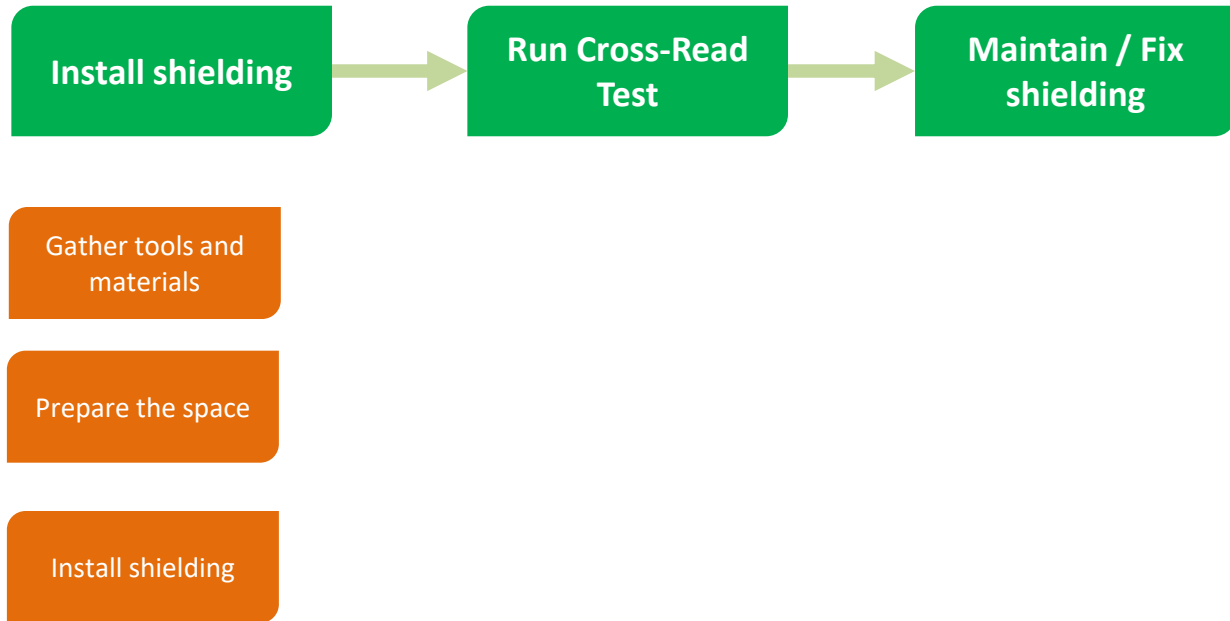 Install shielding
Run Cross-Read
Test
Maintain / Fix
shielding
Gather tools and
materials
Prepare the space
Install shielding